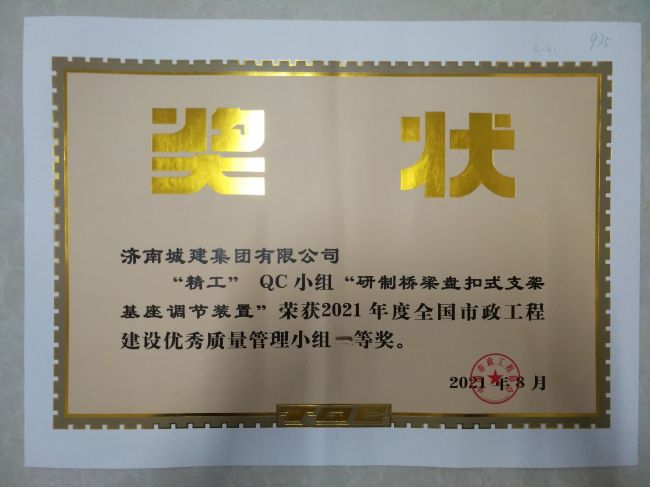 935
奖状
济南城建集团有限公司
“精工” QC 小组“研制桥梁盘扣式支架
基座调节装置”荣获2021年度全国市政工程
建设优秀质量管理小组一等奖。
2021年8月
TQC